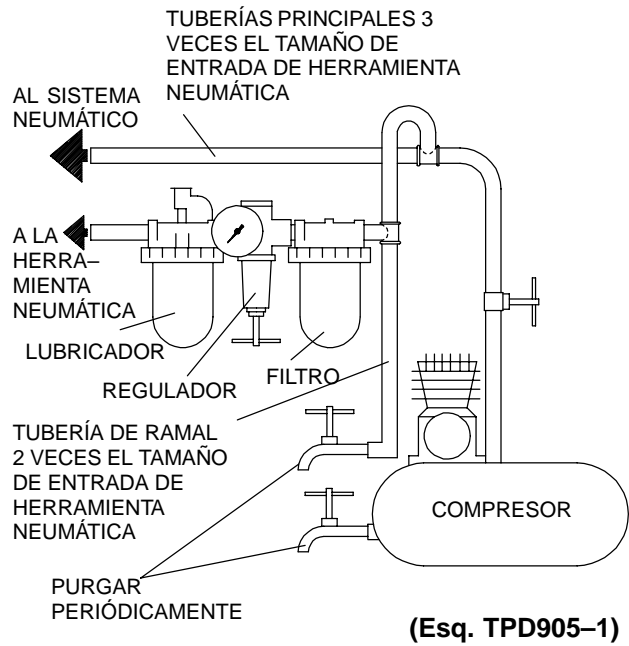 TUBERÍAS PRINCIPALES 3
VECES EL TAMAÑO DE
ENTRADA DE HERRAMIENTA
NEUMÁTICA
AL SISTEMA
NEUMÁTICO
A LA
HERRA–
MIENTA
NEUMÁTICA
LUBRICADOR
REGULADOR
FILTRO
TUBERÍA DE RAMAL
2 VECES EL TAMAÑO
DE ENTRADA DE
HERRAMIENTA
NEUMÁTICA
COMPRESOR
PURGAR
PERIÓDICAMENTE
(Esq. TPD905–1)